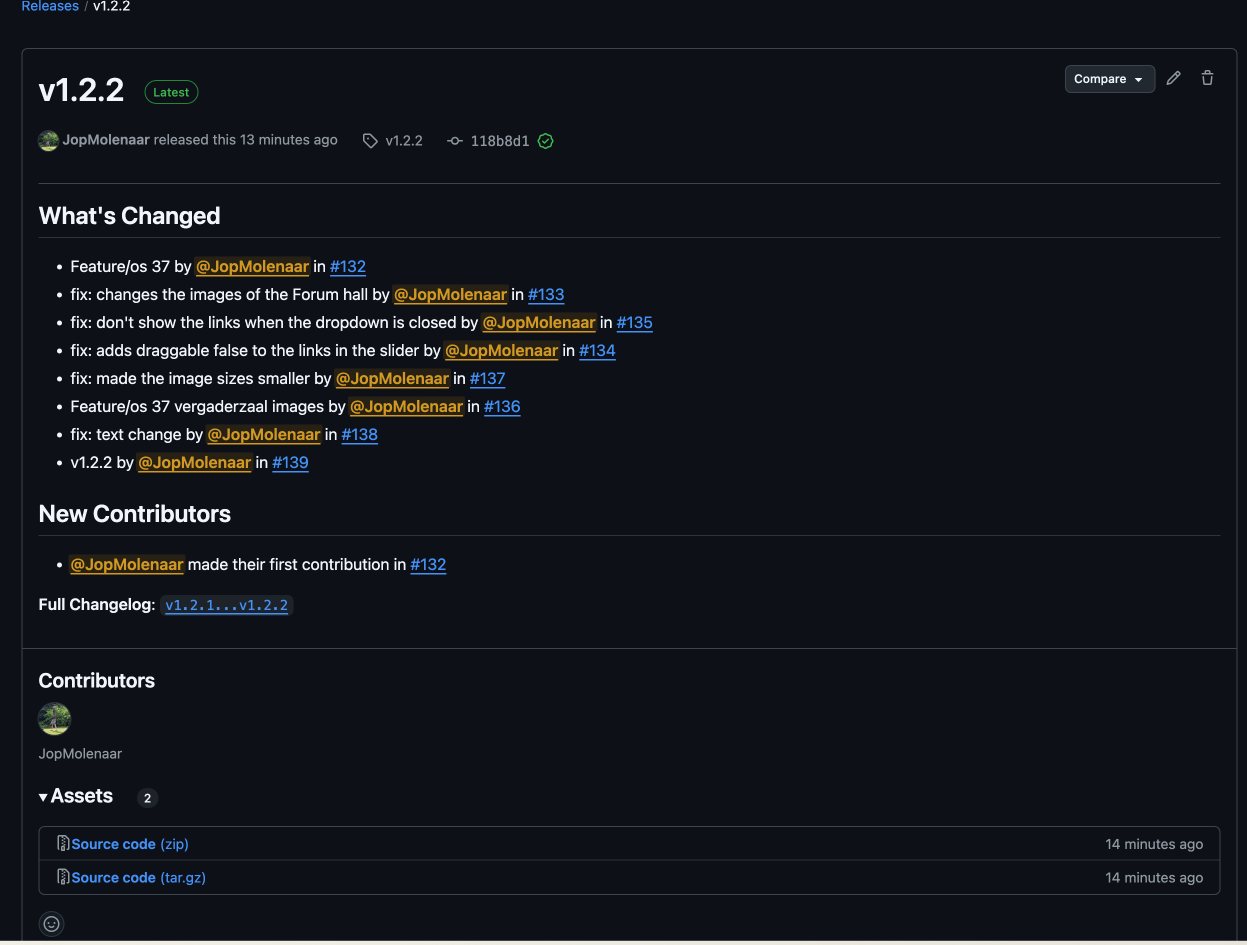 Releases / v1.2.2
v1.2.2 Latest
Compare
JopMolenaar released this 13 minutes ago v1.2.2 118b8d1
What's Changed
• Feature/os 37 by @JopMolenaar in #132
• fix: changes the images of the Forum hall by @JopMolenaar in #133
• fix: don't show the links when the dropdown is closed by @JopMolenaar in #135
• fix: adds draggable false to the links in the slider by @JopMolenaar in #134
• fix: made the image sizes smaller by @JopMolenaar in #137
• Feature/os 37 vergaderzaal images by @JopMolenaar in #136
• fix: text change by @JopMolenaar in #138
• v1.2.2 by @JopMolenaar in #139
New Contributors
• @JopMolenaar made their first contribution in #132
Full Changelog: v1.2.1...v1.2.2
Contributors
JopMolenaar
Assets 2
Source code (zip) 14 minutes ago
Source code (tar.gz) 14 minutes ago